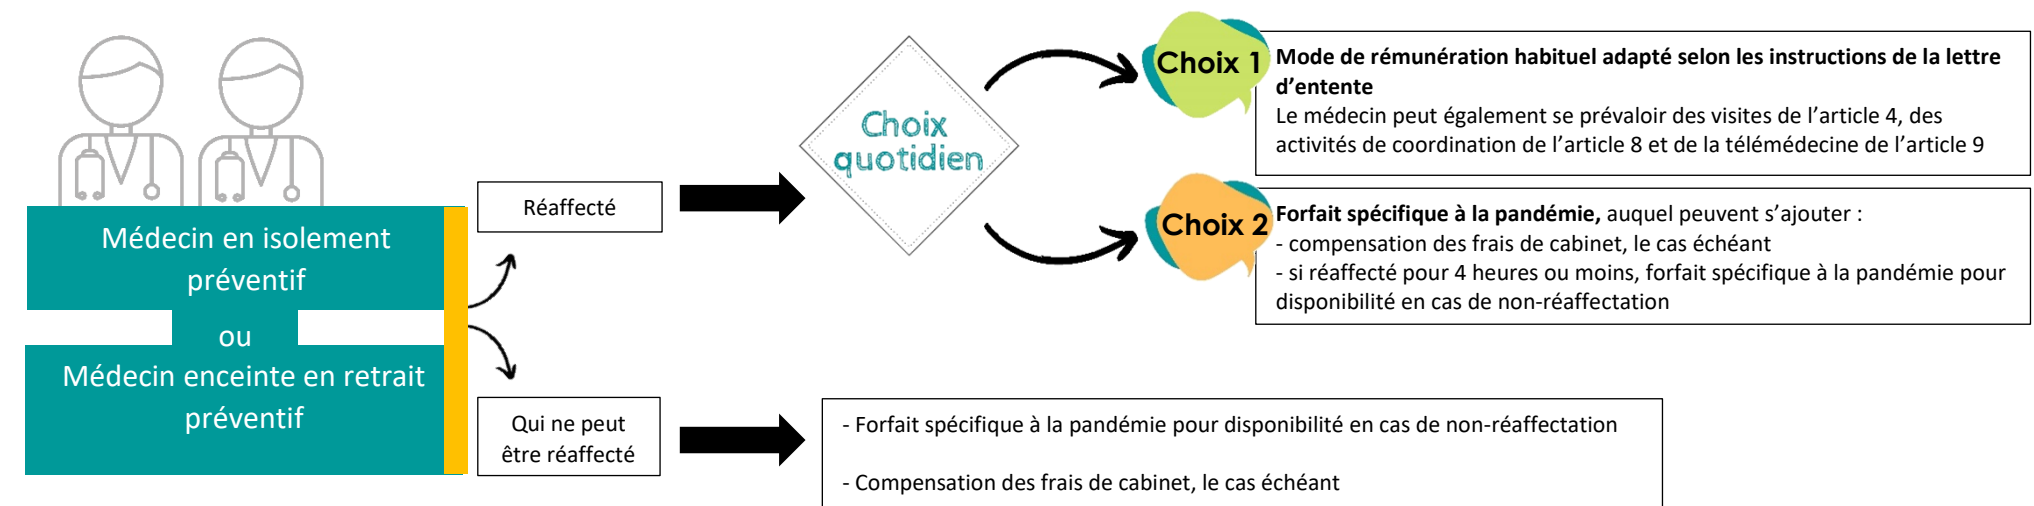 Médecin en isolement
préventif
ou
Médecin enceinte en retrait
préventif
Réaffecté
Choix
quotidien
Choix 1
Mode de rémunération habituel adapté selon les instructions de la lettre
d’entente
Le médecin peut également se prévaloir des visites de l’article 4, des
activités de coordination de l’article 8 et de la télémédecine de l’article 9
Choix 2
Forfait spécifique à la pandémie, auquel peuvent s’ajouter :
- compensation des frais de cabinet, le cas échéant
- si réaffecté pour 4 heures ou moins, forfait spécifique à la pandémie pour
disponibilité en cas de non-réaffectation
Qui ne peut
être réaffecté
- Forfait spécifique à la pandémie pour disponibilité en cas de non-réaffectation
- Compensation des frais de cabinet, le cas échéant